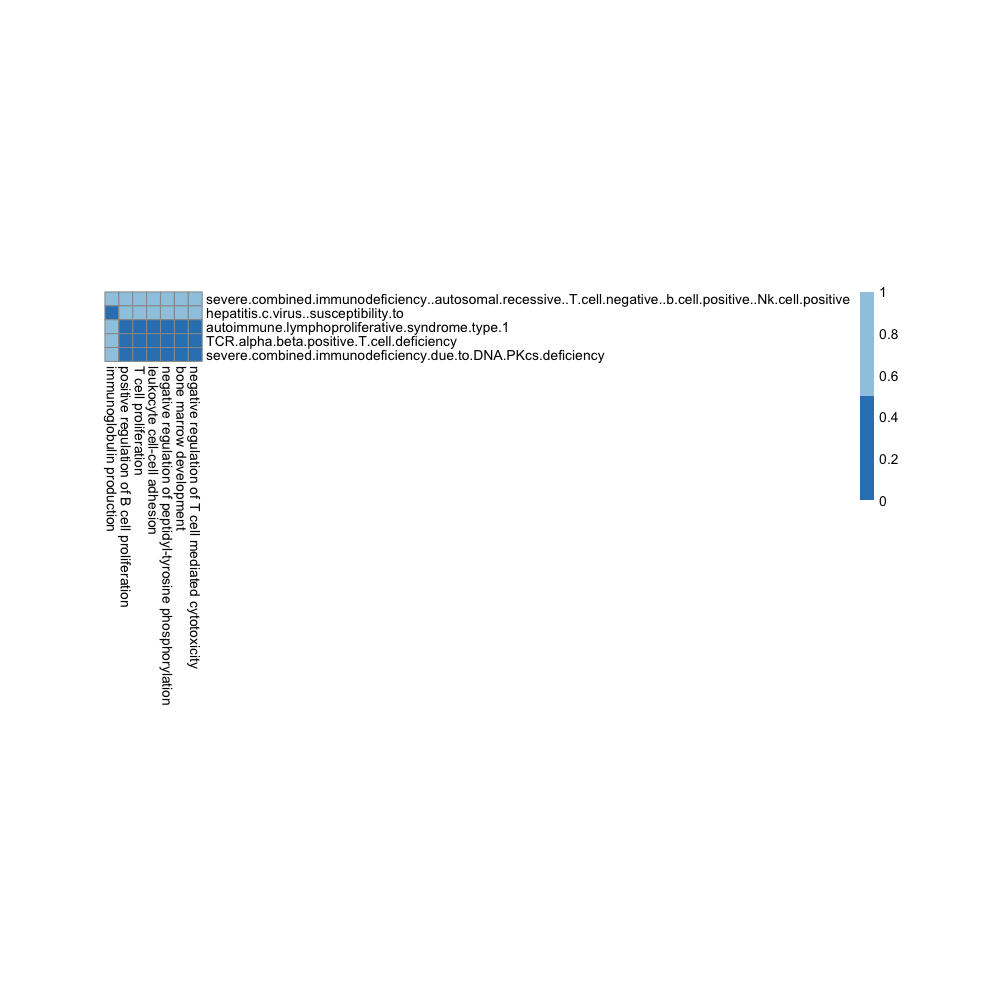 severe.combined.immunodeficiency..autosomal.recessive..T.cell.negative..b.cell.positive..Nk.cell.positive
hepatitis.c.virus..susceptibility.to
autoimmune.lymphoproliferative.syndrome.type.1
TCR.alpha.beta.positive.T.cell.deficiency
severe.combined.immunodeficiency.due.to.DNA.PKcs.deficiency
immunoglobulin production
positive regulation of B cell proliferation
T cell proliferation
leukocyte cell-cell adhesion
negative regulation of peptidyl-tyrosine phosphorylation
bone marrow development
negative regulation of T cell mediated cytotoxicity
1
0.8
0.6
0.4
0.2
0